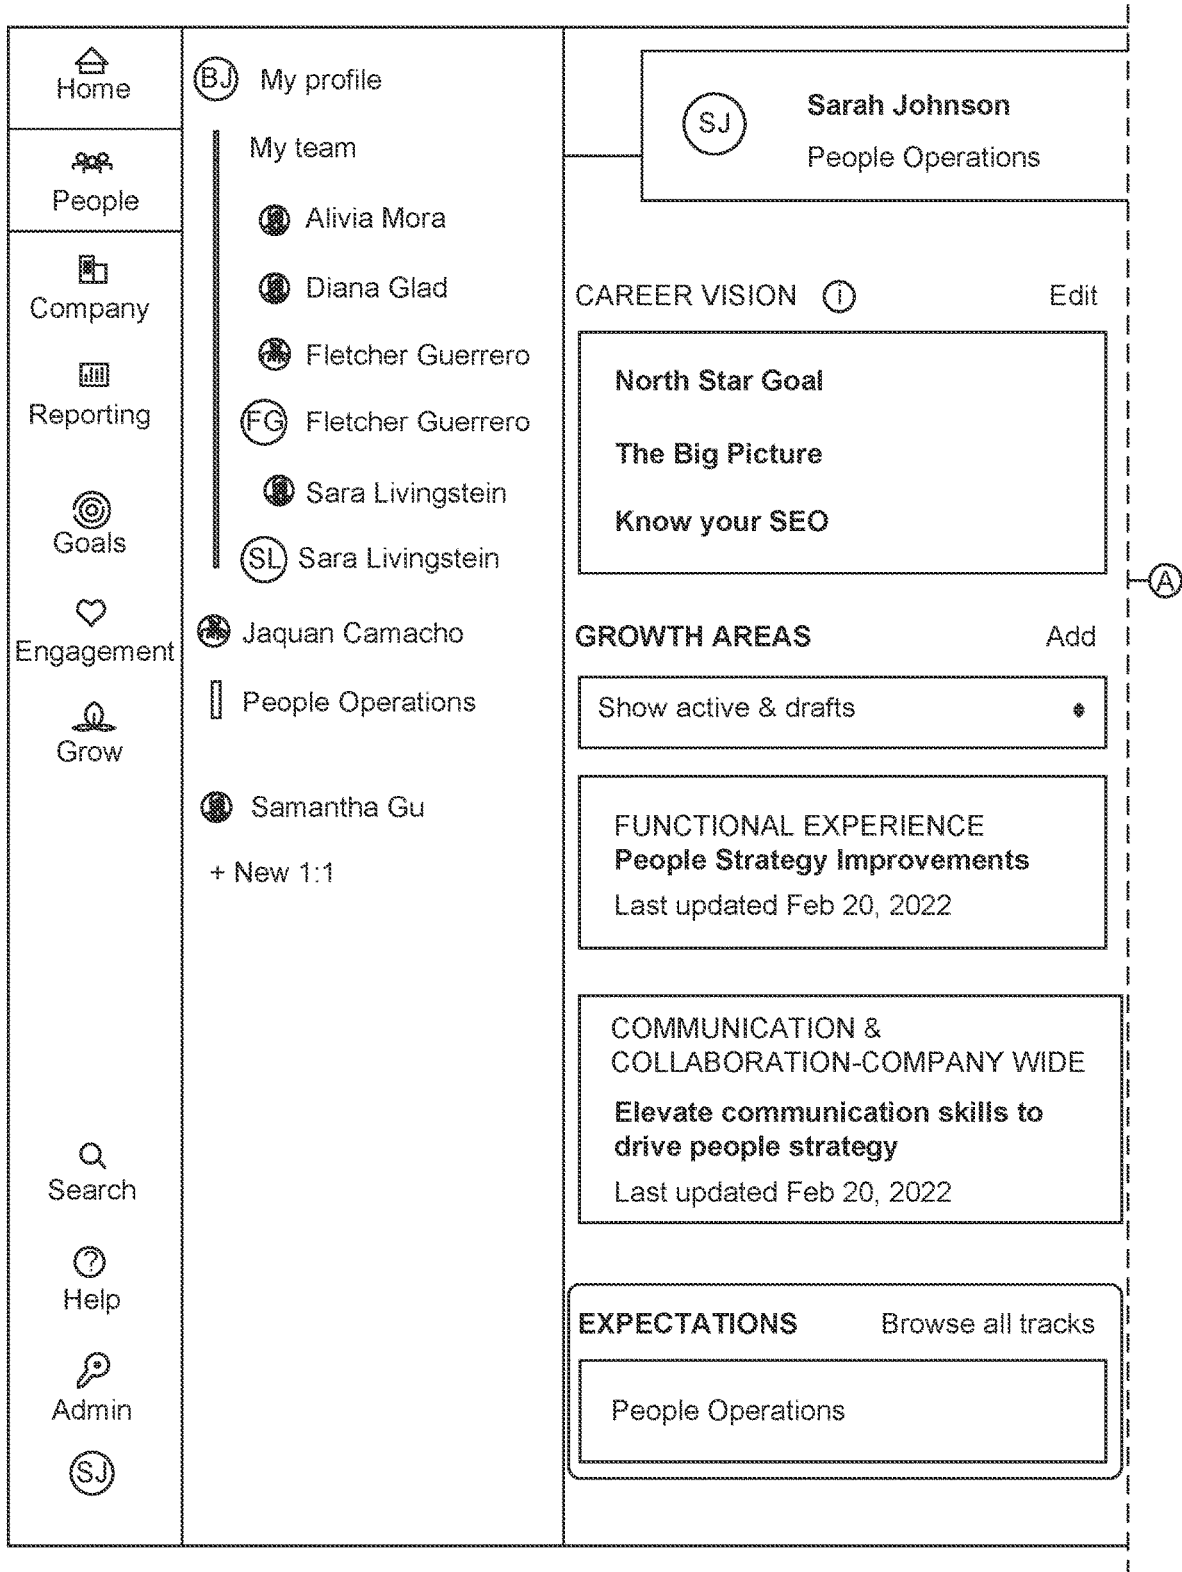 Home
People
Company
Reporting
Goals
Engagement
Grow
Search
Help
Admin
SJ
BJ My profile
My team
Alivia Mora
Diana Glad
Fletcher Guerrero
FG Fletcher Guerrero
Sara Livingstein
SL Sara Livingstein
Jaquan Camacho
People Operations
Samantha Gu
+ New 1:1
SJ
Sarah Johnson
People Operations
CAREER VISION i Edit
North Star Goal
The Big Picture
Know your SEO
A
GROWTH AREAS Add
Show active & drafts
FUNCTIONAL EXPERIENCE
People Strategy Improvements
Last updated Feb 20, 2022
COMMUNICATION &
COLLABORATION-COMPANY WIDE
Elevate communication skills to
drive people strategy
Last updated Feb 20, 2022
EXPECTATIONS Browse all tracks
People Operations